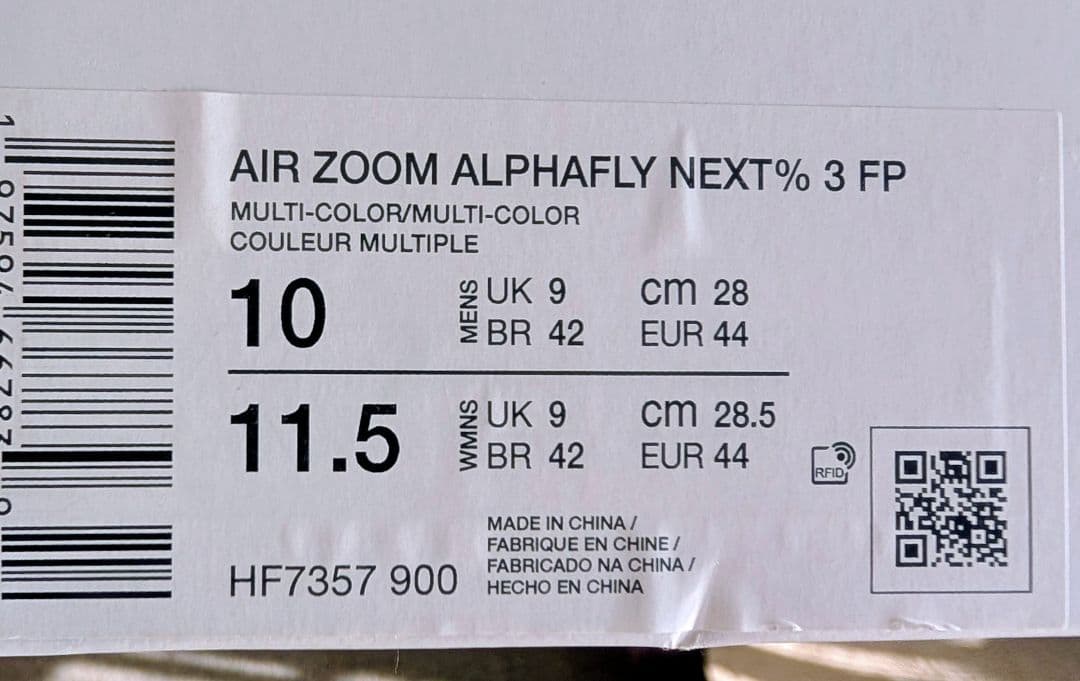 AIR ZOOM ALPHAFLY NEXT% 3 FP
MULTI-COLOR/MULTI-COLOR
COULEUR MULTIPLE
10 MENS UK 9 cm 28
BR 42 EUR 44
11.5 WMNS UK 9 cm 28.5
BR 42 EUR 44
RFID
MADE IN CHINA /
FABRIQUE EN CHINE /
FABRICADO NA CHINA /
HECHO EN CHINA
HF7357 900